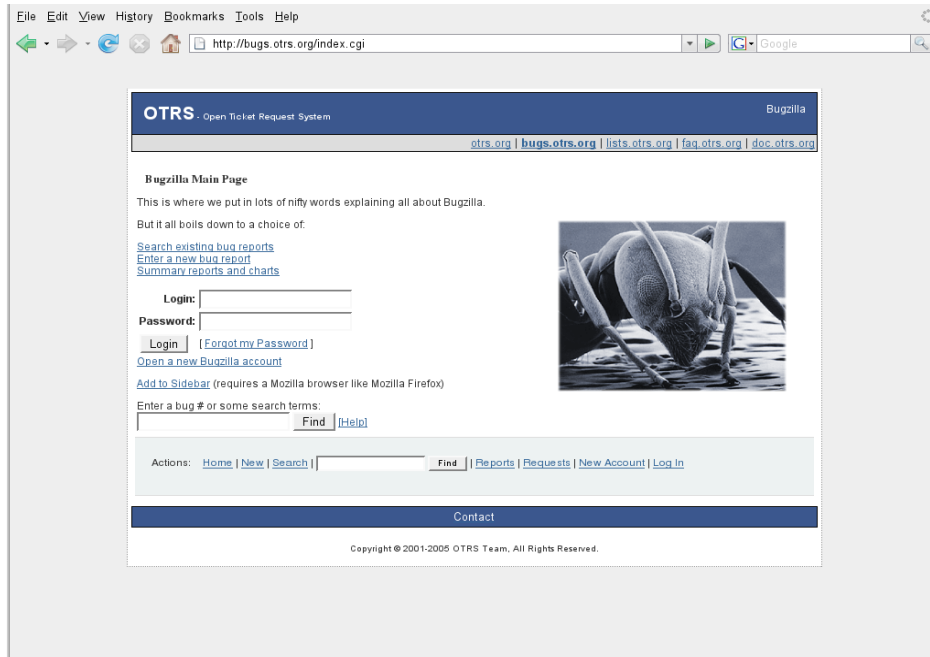 File Edit View History Bookmarks Tools Help
http://bugs.otrs.org/index.cgi G Google
OTRS - Open Ticket Request System Bugzilla
otrs.org | bugs.otrs.org | lists.otrs.org | faq.otrs.org | doc.otrs.org
Bugzilla Main Page
This is where we put in lots of nifty words explaining all about Bugzilla.
But it all boils down to a choice of:
Search existing bug reports
Enter a new bug report
Summary reports and charts
Login:
Password:
Login [ Forgot my Password ]
Open a new Bugzilla account
Add to Sidebar (requires a Mozilla browser like Mozilla Firefox)
Enter a bug # or some search terms:
Find [Help]
Actions: Home | New | Search | Find | Reports | Requests | New Account | Log In
Contact
Copyright © 2001-2005 OTRS Team, All Rights Reserved.